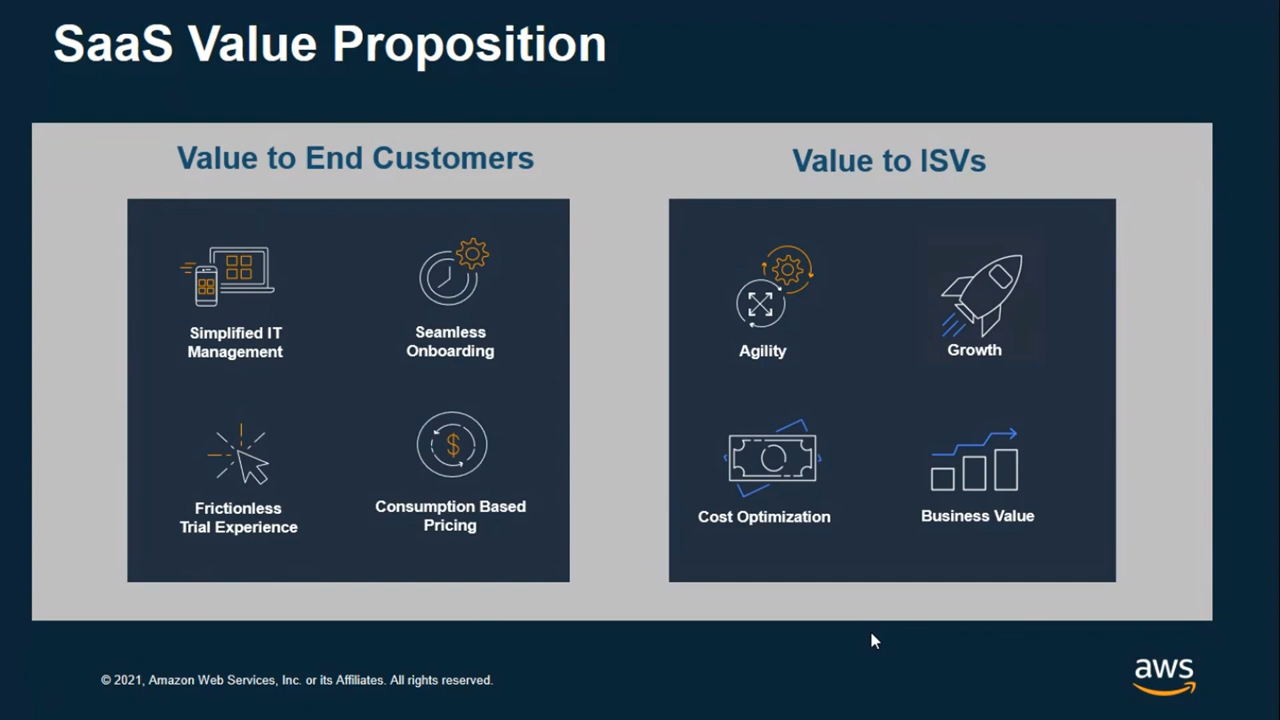 SaaS Value Proposition
Value to End Customers
Simplified IT
Management
Seamless
Onboarding
Frictionless
Trial Experience
Consumption Based
Pricing
$
Value to ISVs
Agility
Growth
Cost Optimization
Business Value
© 2021, Amazon Web Services, Inc. or its Affiliates. All rights reserved.
aws